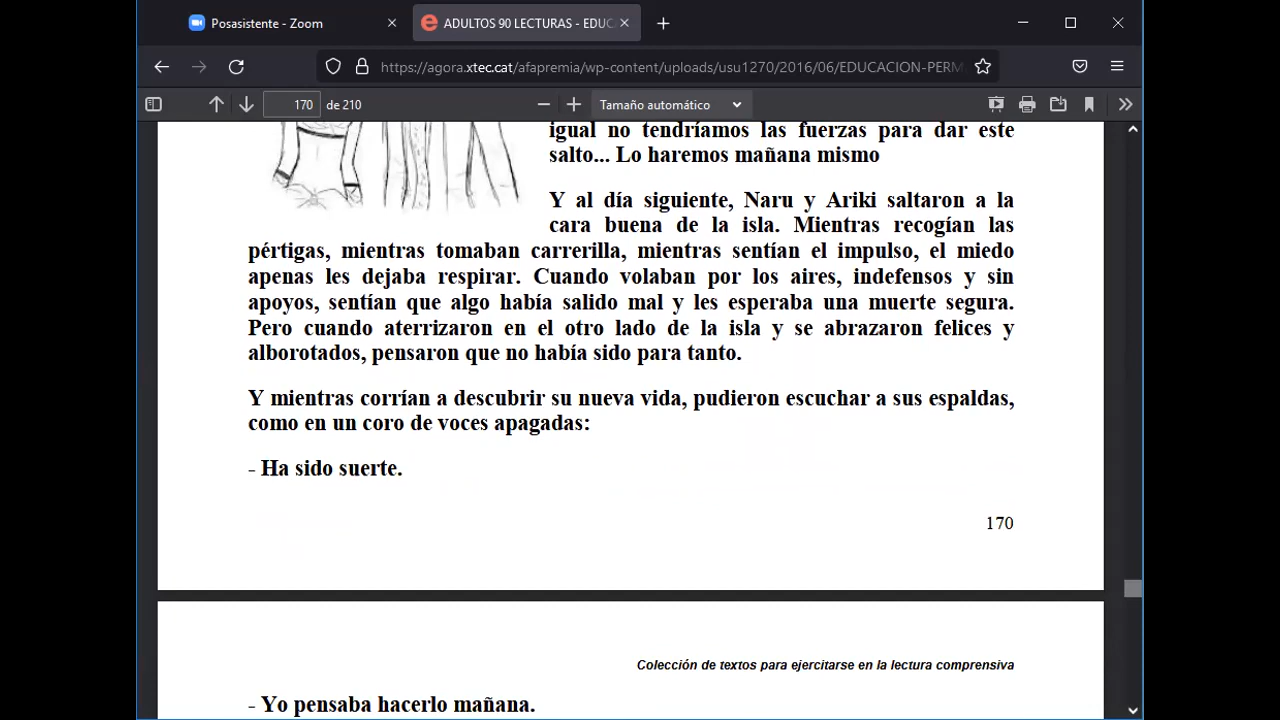 Posasistente - Zoom
ADULTOS 90 LECTURAS - EDUC
https://agora.xtec.cat/afapremia/wp-content/uploads/usu1270/2016/06/EDUCACION-PERM
170 de 210
Tamaño automático
igual no tendríamos las fuerzas para dar este
salto... Lo haremos mañana mismo
Y al día siguiente, Naru y Ariki saltaron a la
cara buena de la isla. Mientras recogían las
pértigas, mientras tomaban carrerilla, mientras sentían el impulso, el miedo
apenas les dejaba respirar. Cuando volaban por los aires, indefensos y sin
apoyos, sentían que algo había salido mal y les esperaba una muerte segura.
Pero cuando aterrizaron en el otro lado de la isla y se abrazaron felices y
alborotados, pensaron que no había sido para tanto.
Y mientras corrían a descubrir su nueva vida, pudieron escuchar a sus espaldas,
como en un coro de voces apagadas:
- Ha sido suerte.
170
Colección de textos para ejercitarse en la lectura comprensiva
- Yo pensaba hacerlo mañana.